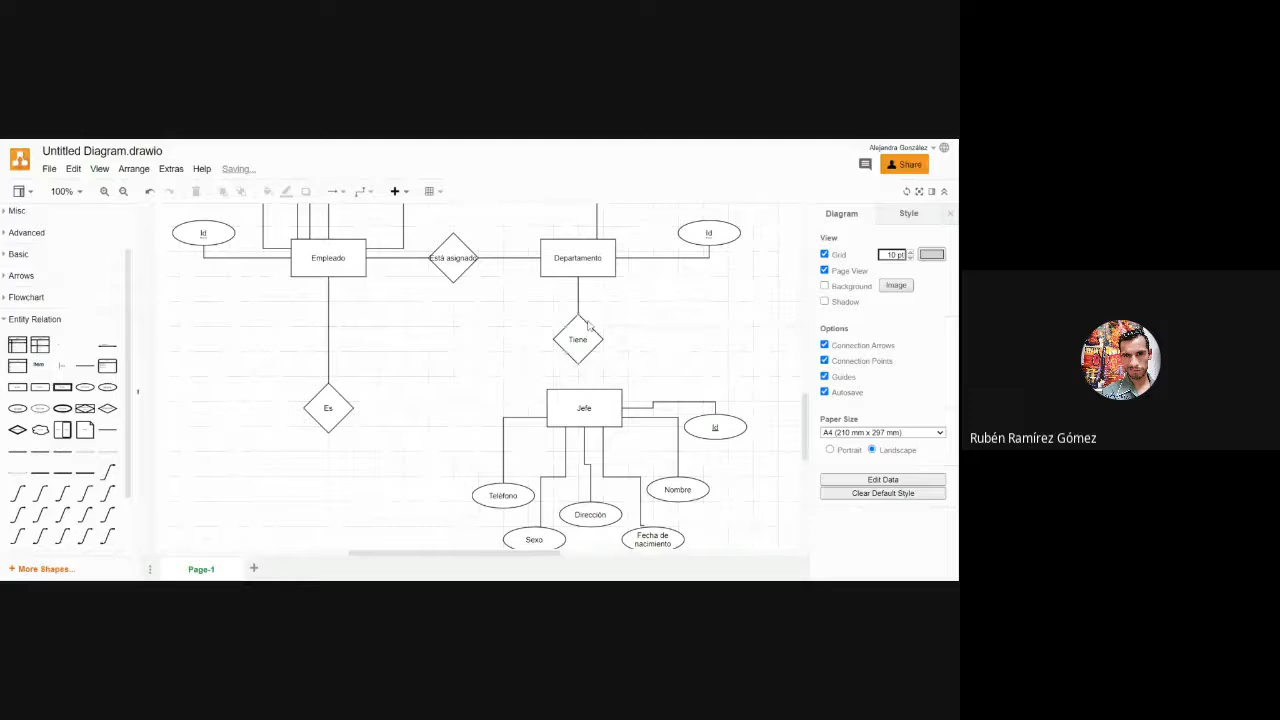 Untitled Diagram.drawio
Alejandra González
File Edit View Arrange Extras Help Saving...
Share
100%
Misc
Advanced
Basic
Arrows
Flowchart
Entity Relation
More Shapes...
Id
Empleado
Está asignado
Departamento
Id
Tiene
Es
Jefe
Id
Teléfono
Nombre
Dirección
Sexo
Fecha de
nacimiento
Page-1
Diagram Style
View
Grid 10 pt
Page View
Background Image
Shadow
Options
Connection Arrows
Connection Points
Guides
Autosave
Paper Size
A4 (210 mm x 297 mm)
Portrait Landscape
Edit Data
Clear Default Style
Rubén Ramírez Gómez